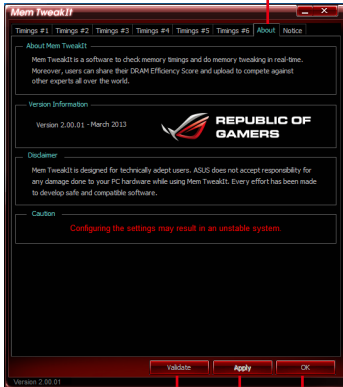 Mem TweakIt
Timings #1 Timings #2 Timings #3 Timings #4 Timings #5 Timings #6 About Notice
About Mem TweakIt
Mem TweakIt is a software to check memory timings and do memory tweaking in real-time.
Moreover, users can share their DRAM Efficiency Score and upload to compete against
other experts all over the world.
Version Information
Version 2.00.01 - March 2013
REPUBLIC OF
GAMERS
Disclaimer
Mem TweakIt is designed for technically adept users. ASUS does not accept responsibility for
any damage done to your PC hardware while using Mem TweakIt. Every effort has been made
to develop safe and compatible software.
Caution
Configuring the settings may result in an unstable system.
Validate Apply OK
Version 2.00.01